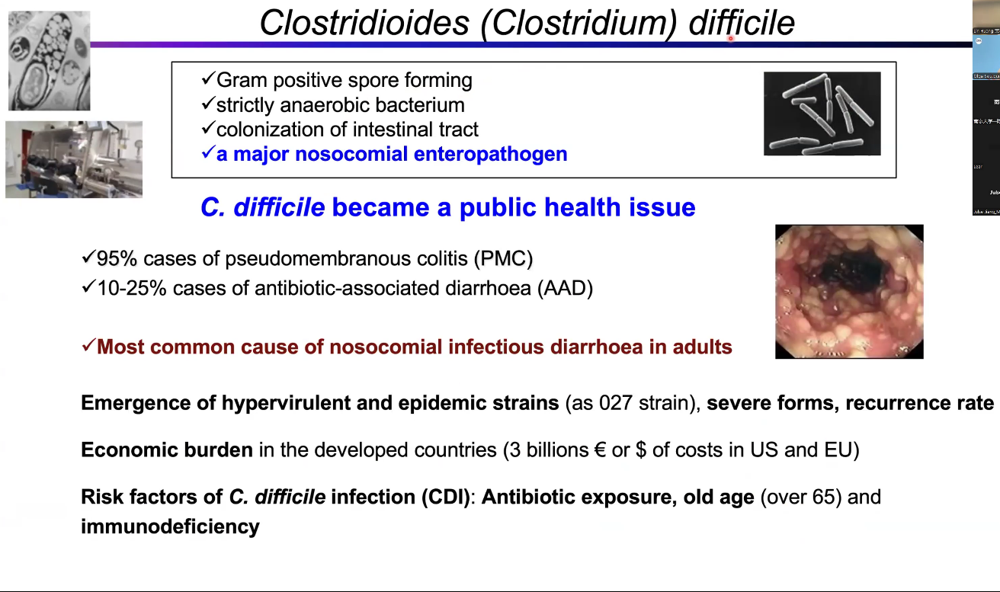 Clostridioides (Clostridium) difficile
✓Gram positive spore forming
✓strictly anaerobic bacterium
✓colonization of intestinal tract
✓a major nosocomial enteropathogen
C. difficile became a public health issue
✓95% cases of pseudomembranous colitis (PMC)
✓10-25% cases of antibiotic-associated diarrhoea (AAD)
✓Most common cause of nosocomial infectious diarrhoea in adults
Emergence of hypervirulent and epidemic strains (as 027 strain), severe forms, recurrence rate
Economic burden in the developed countries (3 billions € or $ of costs in US and EU)
Risk factors of C. difficile infection (CDI): Antibiotic exposure, old age (over 65) and
immunodeficiency